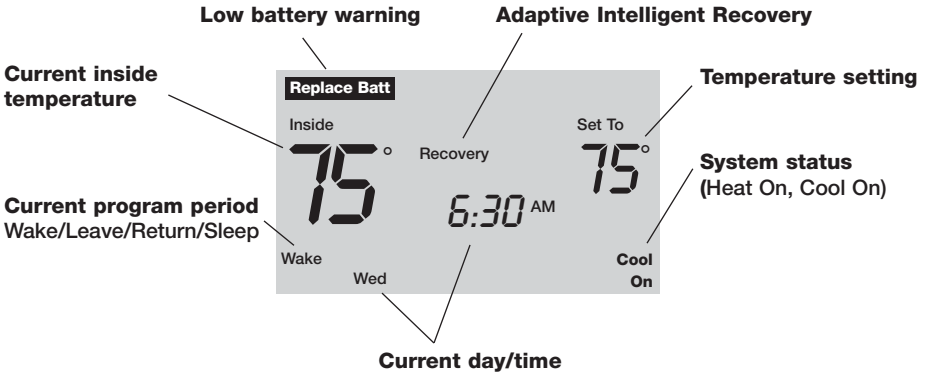 Low battery warning
Adaptive Intelligent Recovery
Current inside
temperature
Temperature setting
Replace Batt
Inside
75°
Recovery
Set To
75°
System status
(Heat On, Cool On)
Current program period
Wake/Leave/Return/Sleep
6:30 AM
Wake
Wed
Cool
On
Current day/time